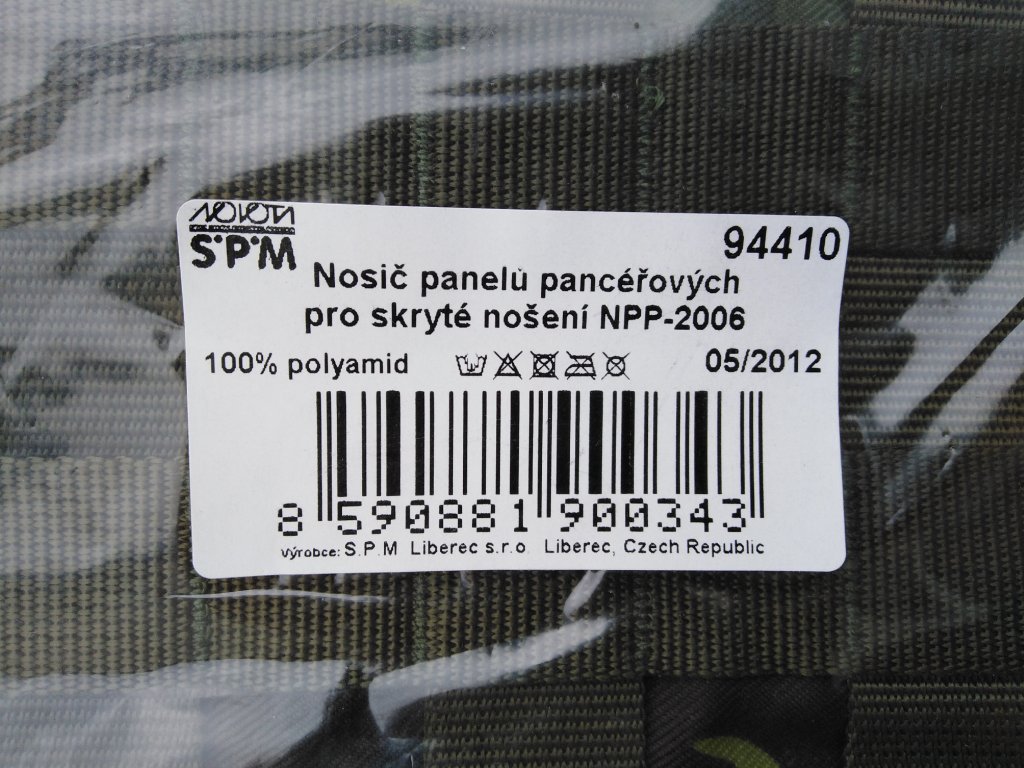 NOVOTN
S.P.M
94410
Nosič panelů pancéřových
pro skryté nošení NPP-2006
100% polyamid
05/2012
8 590881 900343
Výrobce: S.P.M Liberec s.r.o. Liberec, Czech Republic